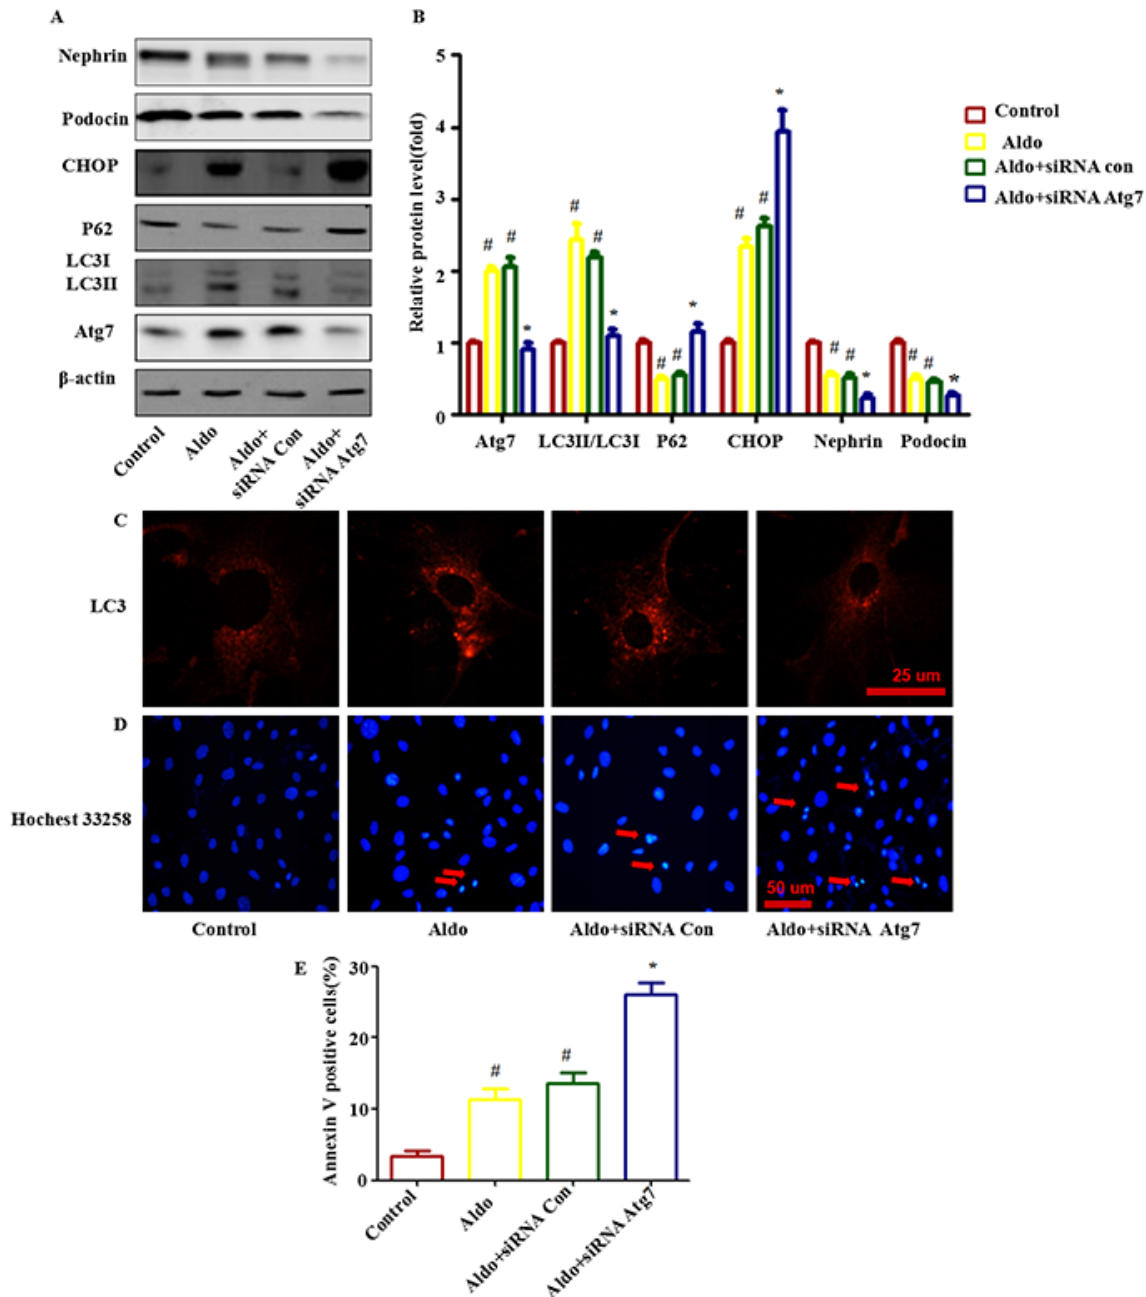 A
Nephrin
Podocin
CHOP
P62
LC3I
LC3II
Atg7
β-actin
Control
Aldo
Aldo+
siRNA Con
Aldo+
siRNA Atg7
B
Relative protein level(fold)
5
4
3
2
1
0
# # *
# # *
# # *
# # *
# # *
# # *
Atg7 LC3II/LC3I P62 CHOP Nephrin Podocin
Control
Aldo
Aldo+siRNA con
Aldo+siRNA Atg7
C
LC3
25 um
D
Hochest 33258
50 um
Control Aldo Aldo+siRNA Con Aldo+siRNA Atg7
E
Annexin V positive cells(%)
30
20
10
0
# # *
Control
Aldo
Aldo+siRNA Con
Aldo+siRNA Atg7